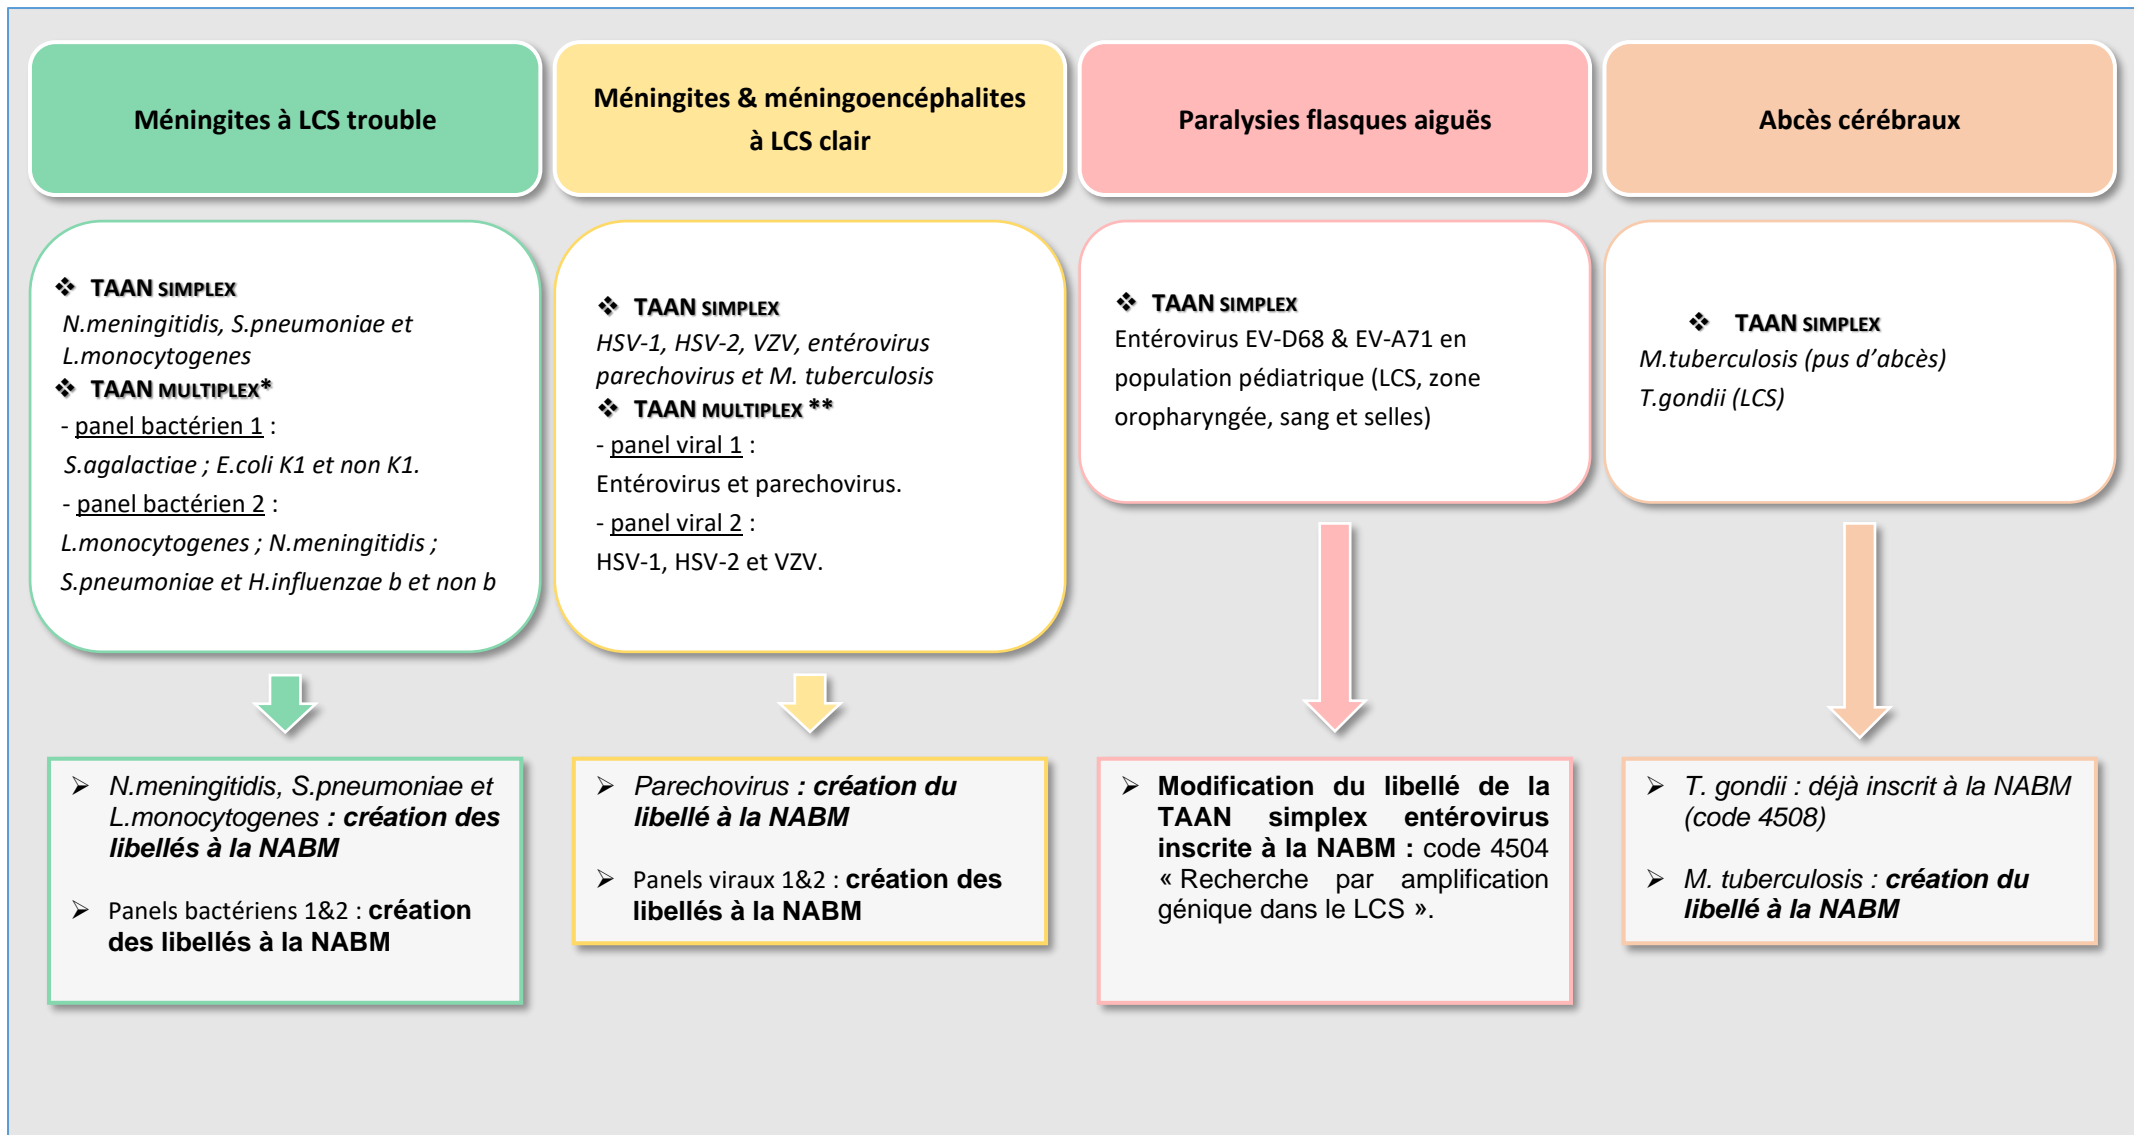 Méningites à LCS trouble
❖ TAAN SIMPLEX
N.meningitidis, S.pneumoniae et
L.monocytogenes
❖ TAAN MULTIPLEX*
- panel bactérien 1 :
S.agalactiae ; E.coli K1 et non K1.
- panel bactérien 2 :
L.monocytogenes ; N.meningitidis ;
S.pneumoniae et H.influenzae b et non b
➢ N.meningitidis, S.pneumoniae et
L.monocytogenes : création des
libellés à la NABM
➢ Panels bactériens 1&2 : création
des libellés à la NABM
Méningites & méningoencéphalites
à LCS clair
❖ TAAN SIMPLEX
HSV-1, HSV-2, VZV, entérovirus
parechovirus et M. tuberculosis
❖ TAAN MULTIPLEX **
- panel viral 1 :
Entérovirus et parechovirus.
- panel viral 2 :
HSV-1, HSV-2 et VZV.
➢ Parechovirus : création du
libellé à la NABM
➢ Panels viraux 1&2 : création des
libellés à la NABM
Paralysies flasques aiguës
❖ TAAN SIMPLEX
Entérovirus EV-D68 & EV-A71 en
population pédiatrique (LCS, zone
oropharyngée, sang et selles)
➢ Modification du libellé de la
TAAN simplex entérovirus
inscrite à la NABM : code 4504
« Recherche par amplification
génique dans le LCS ».
Abcès cérébraux
❖ TAAN SIMPLEX
M.tuberculosis (pus d’abcès)
T.gondii (LCS)
➢ T. gondii : déjà inscrit à la NABM
(code 4508)
➢ M. tuberculosis : création du
libellé à la NABM